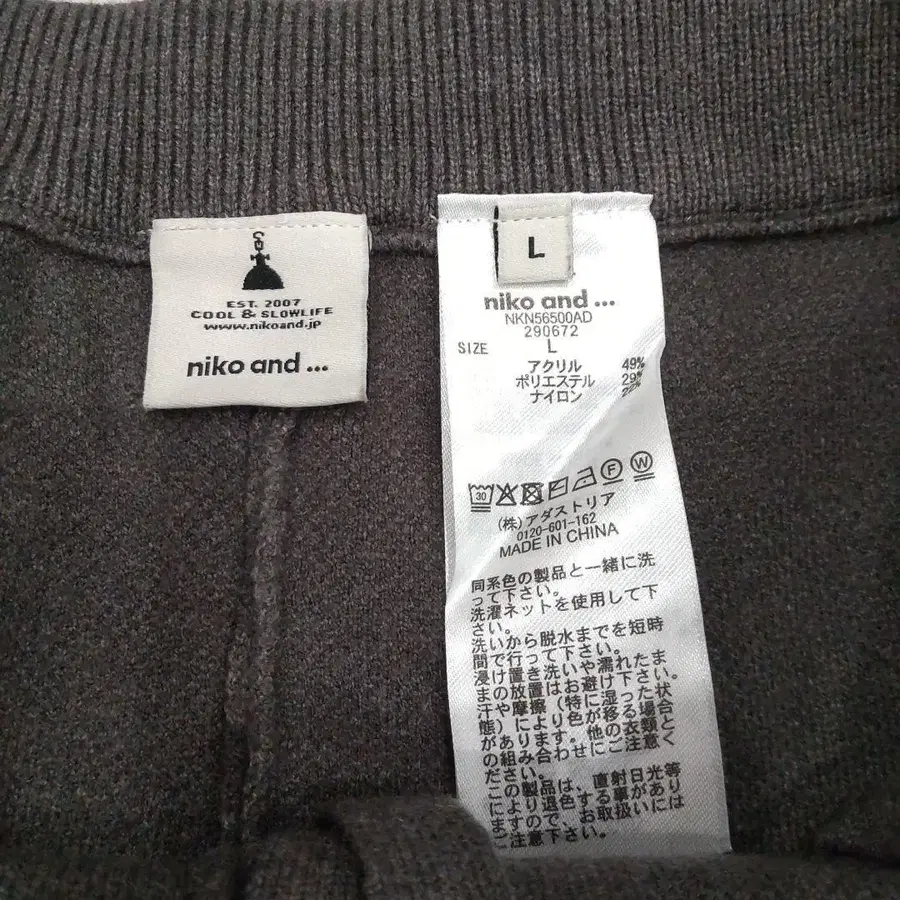 EST. 2007
COOL & SLOWLIFE
www.nikoand.jp
niko and ...
L
niko and ...
NKN56500AD
290672
SIZE L
アクリル 49%
ポリエステル 29%
ナイロン
30
F
W
(株)アダストリア
0120-601-162
MADE IN CHINA
同系色の製品と一緒に洗
って下さい。
洗濯ネットを使用して下
さい。
洗いから脱水までを短時
間で行って下さい。
浸け置き洗いや濡れたま
まの放置はお避け下さい。
汗や摩擦(特に湿った状
態)により色が移る場合
があります。他の衣類と
の組み合わせにご注意く
ださい。
この製品は、直射日光等
により退色する事があり
ますので、お取扱いには
ご注意下さい。